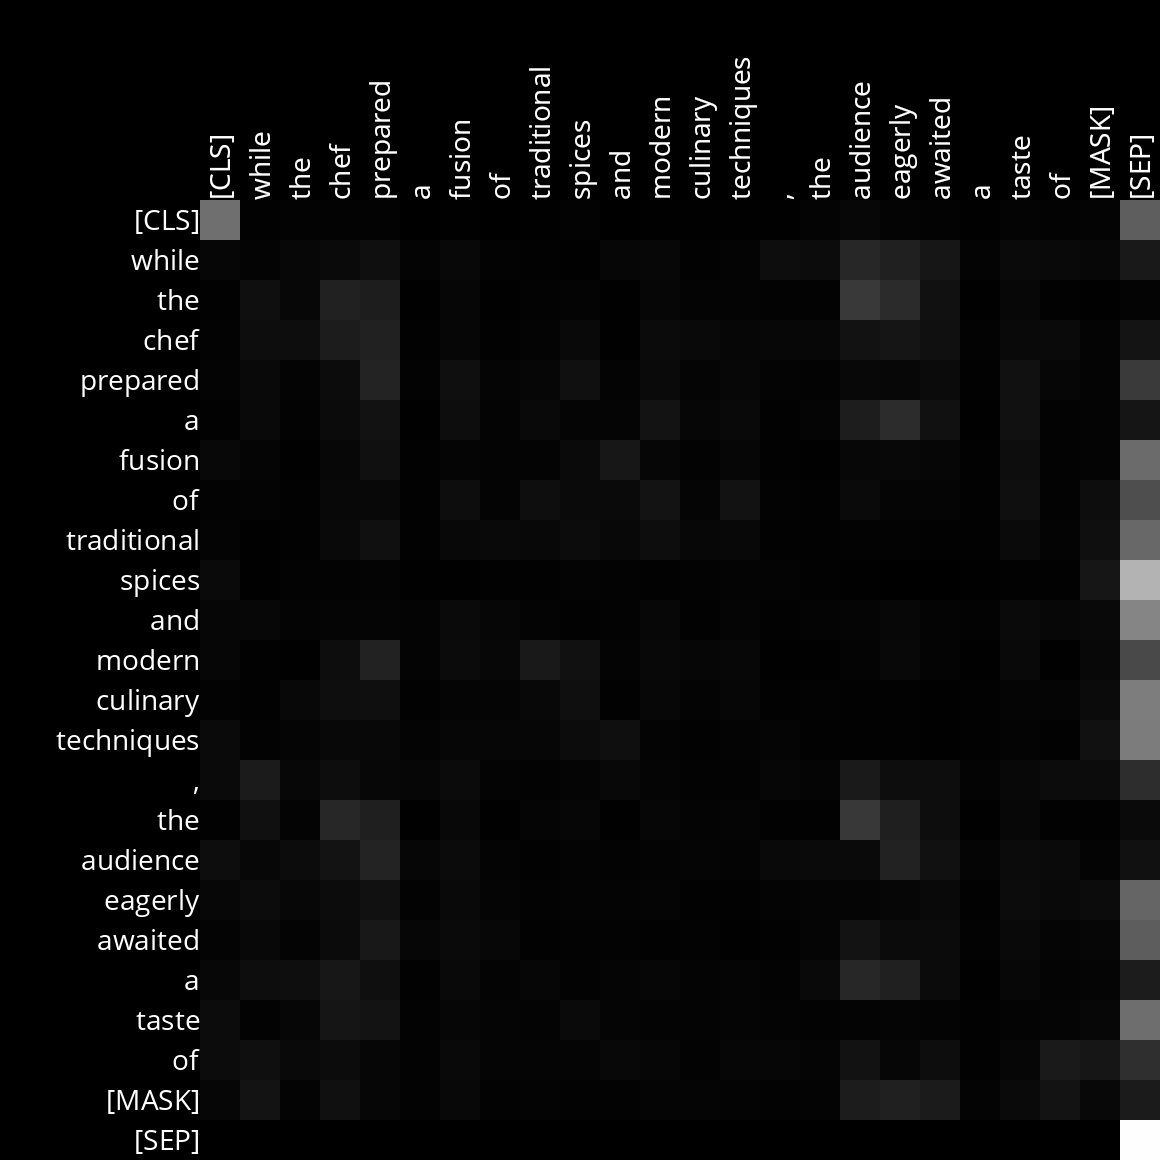 [CLS]
while
the
chef
prepared
a
fusion
of
traditional
spices
and
modern
culinary
techniques
,
the
audience
eagerly
awaited
a
taste
of
[MASK]
[SEP]
[CLS]
while
the
chef
prepared
a
fusion
of
traditional
spices
and
modern
culinary
techniques
,
the
audience
eagerly
awaited
a
taste
of
[MASK]
[SEP]